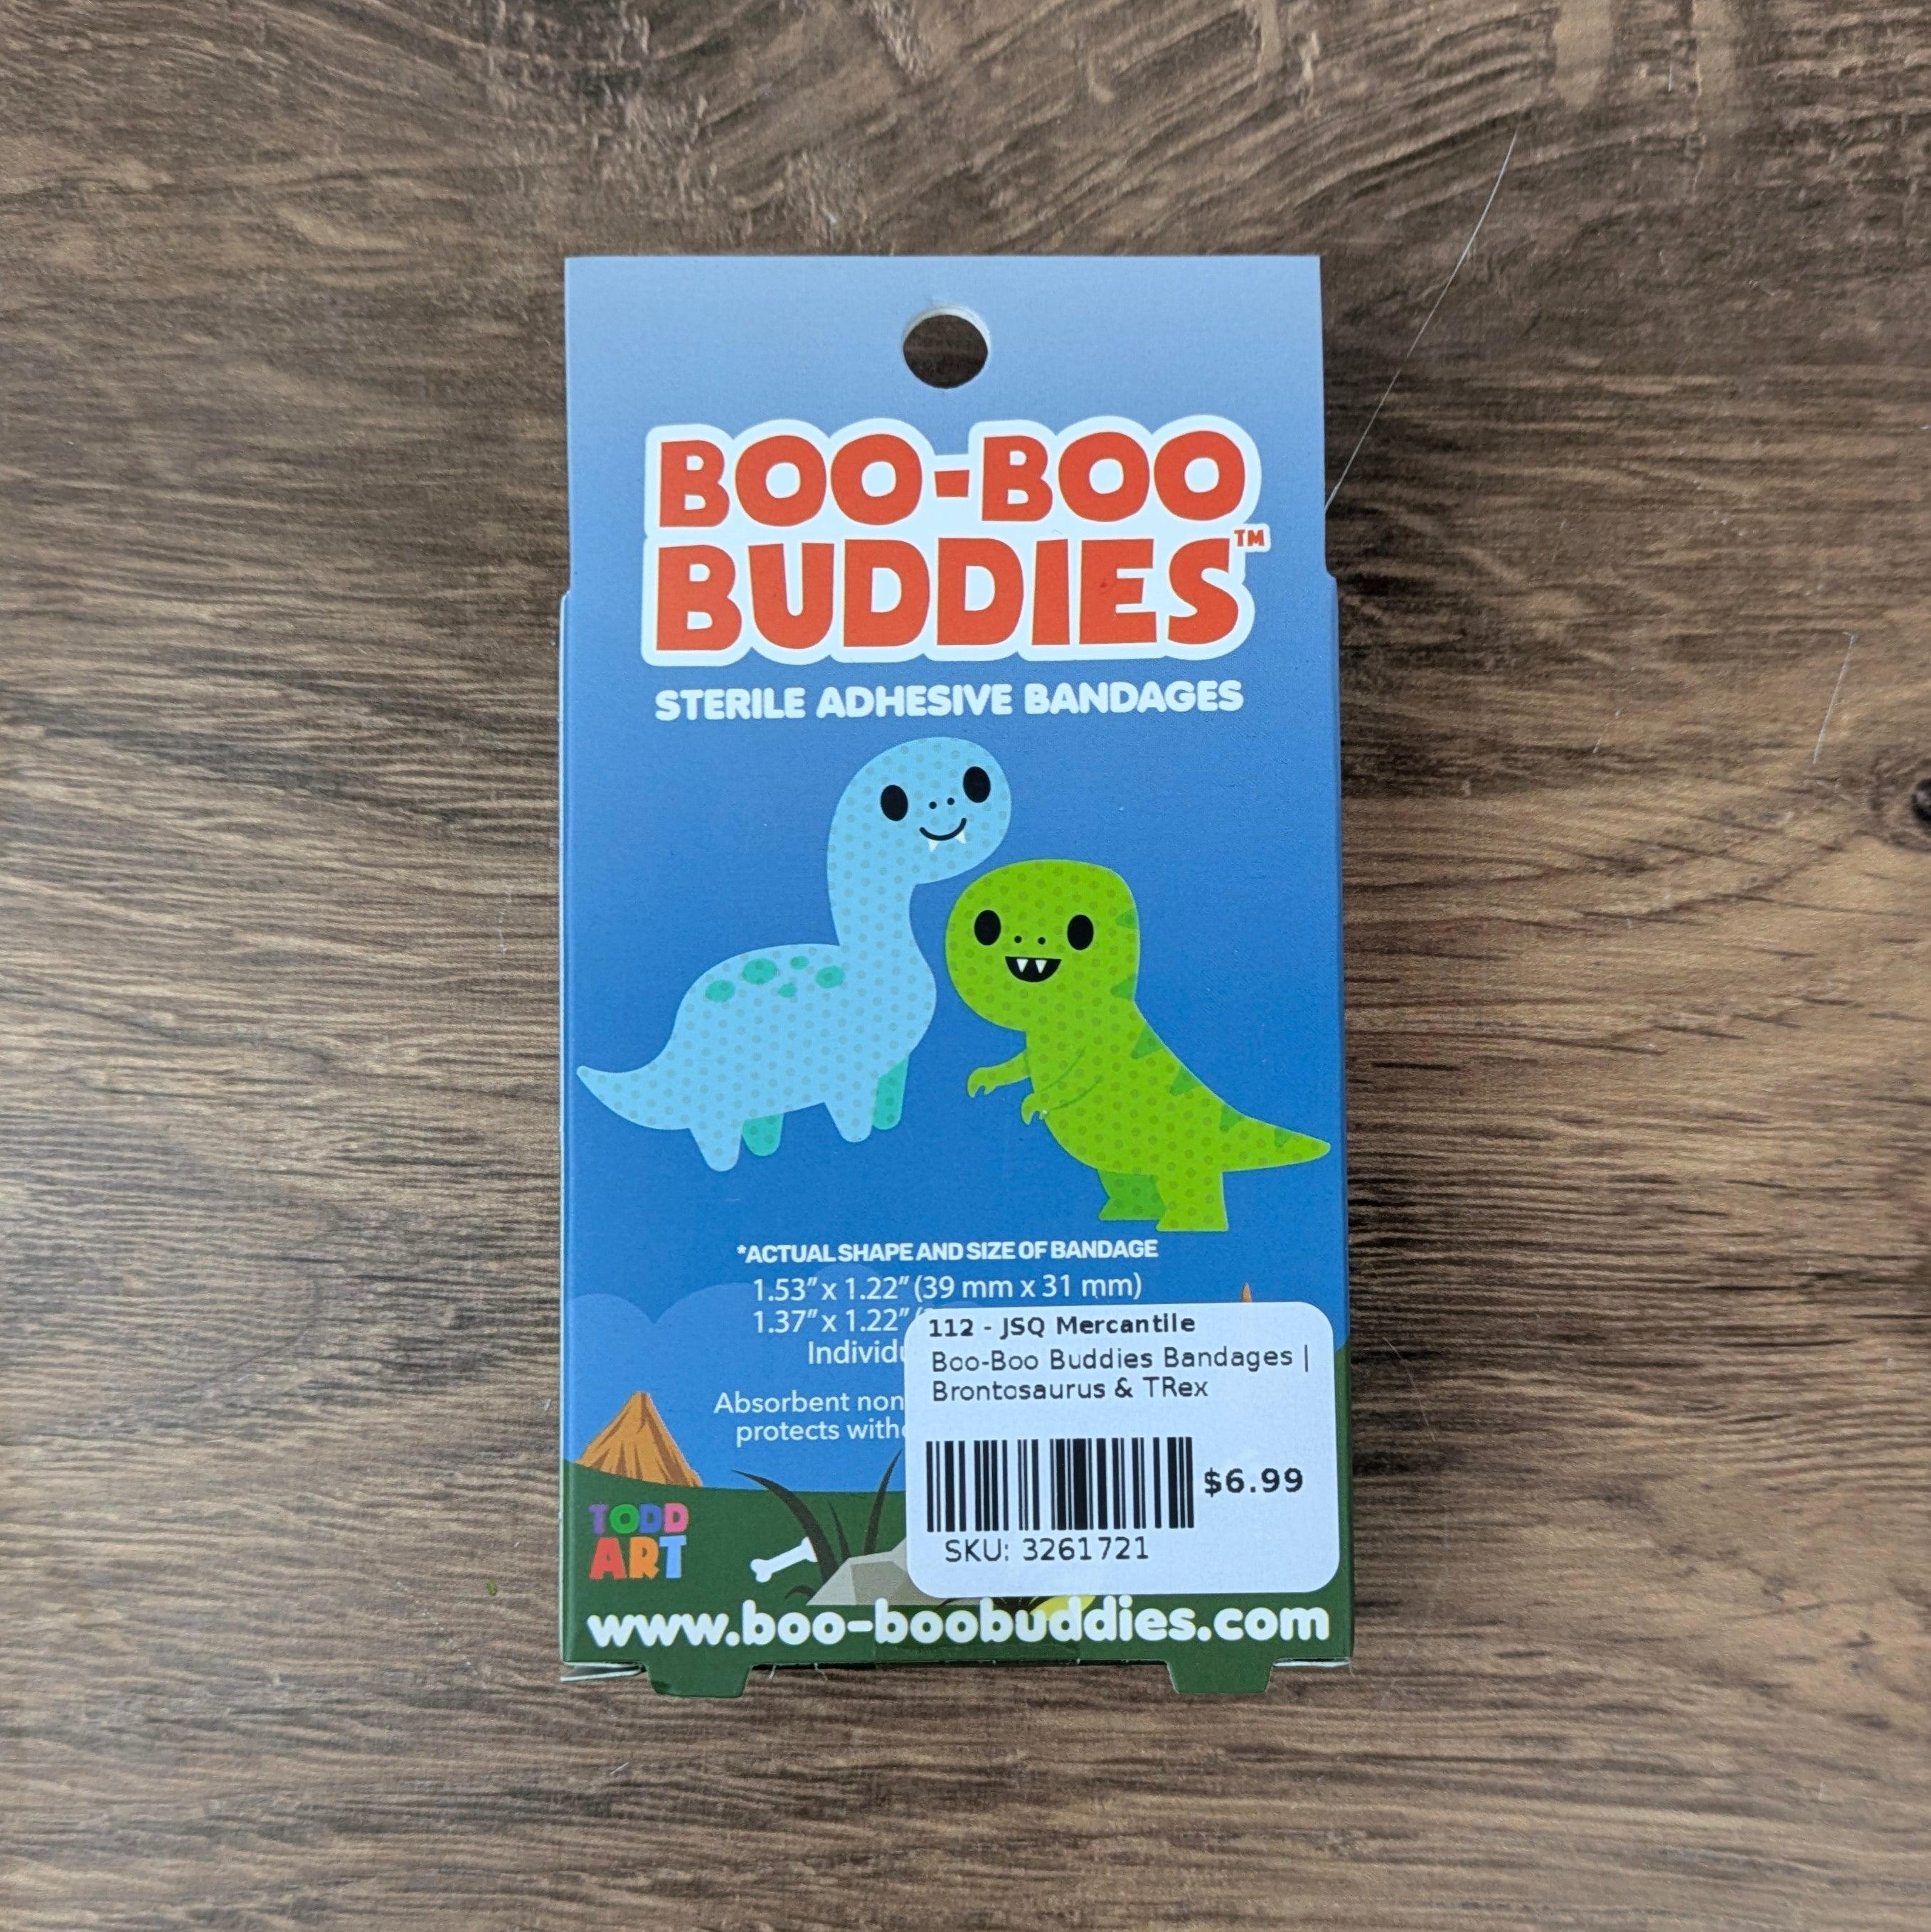 BOO-BOO
BUDDIES™
STERILE ADHESIVE BANDAGES
*ACTUAL SHAPE AND SIZE OF BANDAGE
1.53” x 1.22” (39 mm x 31 mm)
1.37” x 1.22”
Absorbent non
protects
112 - JSQ Mercantile
Boo-Boo Buddies Bandages |
Brontosaurus & TRex
$6.99
SKU: 3261721
TODD
ART
www.boo-boobuddies.com